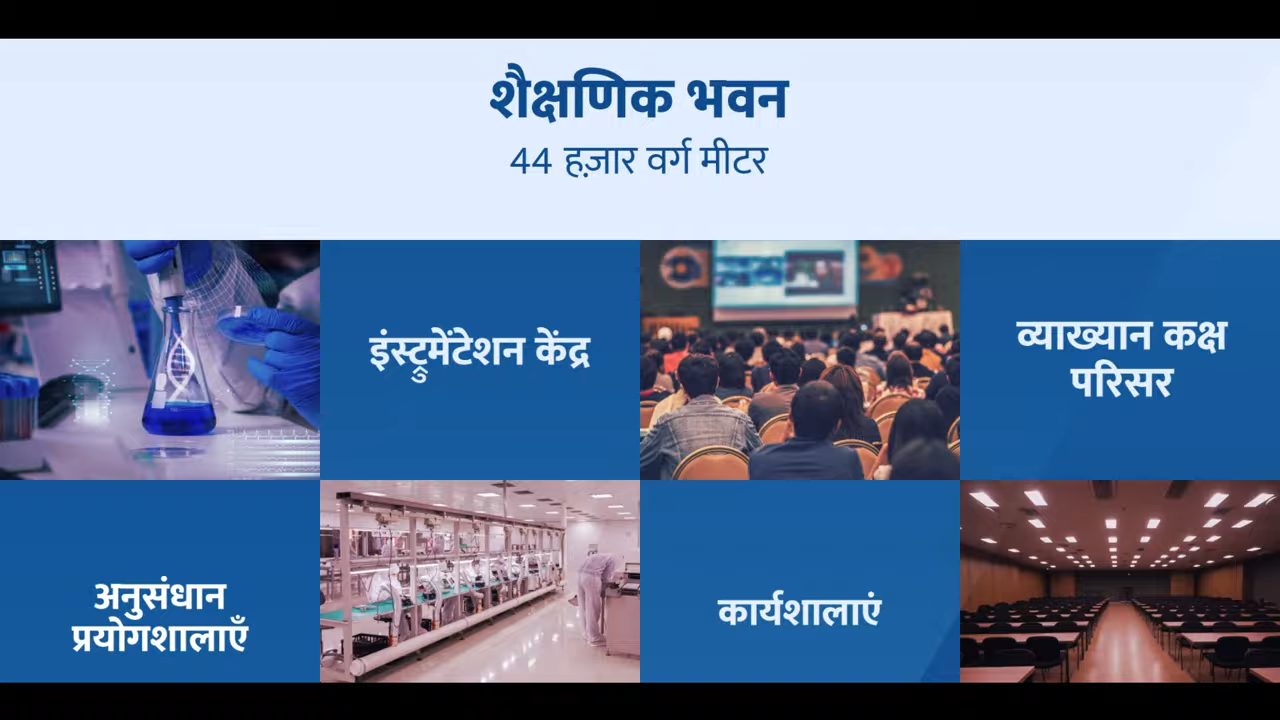 शैक्षणिक भवन
44 हज़ार वर्ग मीटर
इंस्ट्रुमेंटेशन केंद्र
व्याख्यान कक्ष
परिसर
अनुसंधान
प्रयोगशालाएँ
कार्यशालाएं